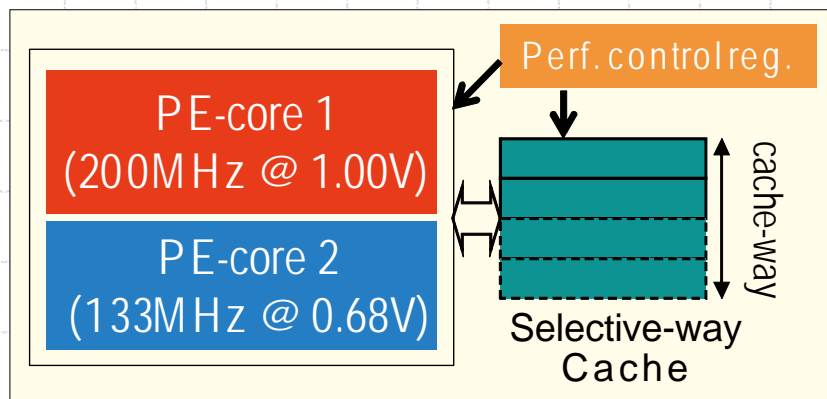 Perf. control reg.
PE-core 1
(200MHz @ 1.00V)
PE-core 2
(133MHz @ 0.68V)
cache-way
Selective-way
Cache